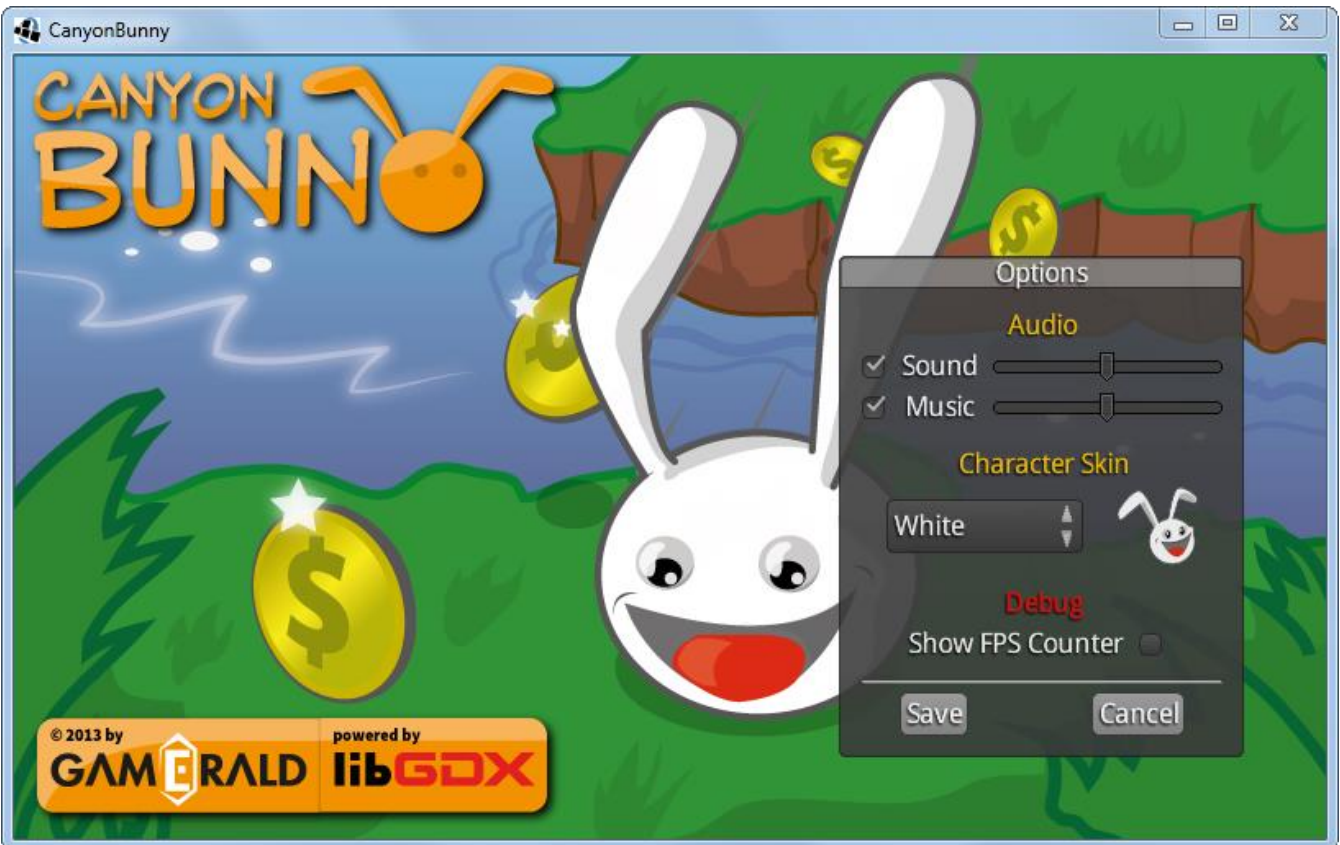 CanyonBunny
CANYON
BUNN
Options
Audio
Sound
Music
Character Skin
White
Debug
Show FPS Counter
Save
Cancel
$
$
$
$
© 2013 by
GAMERALD
powered by
libGDX